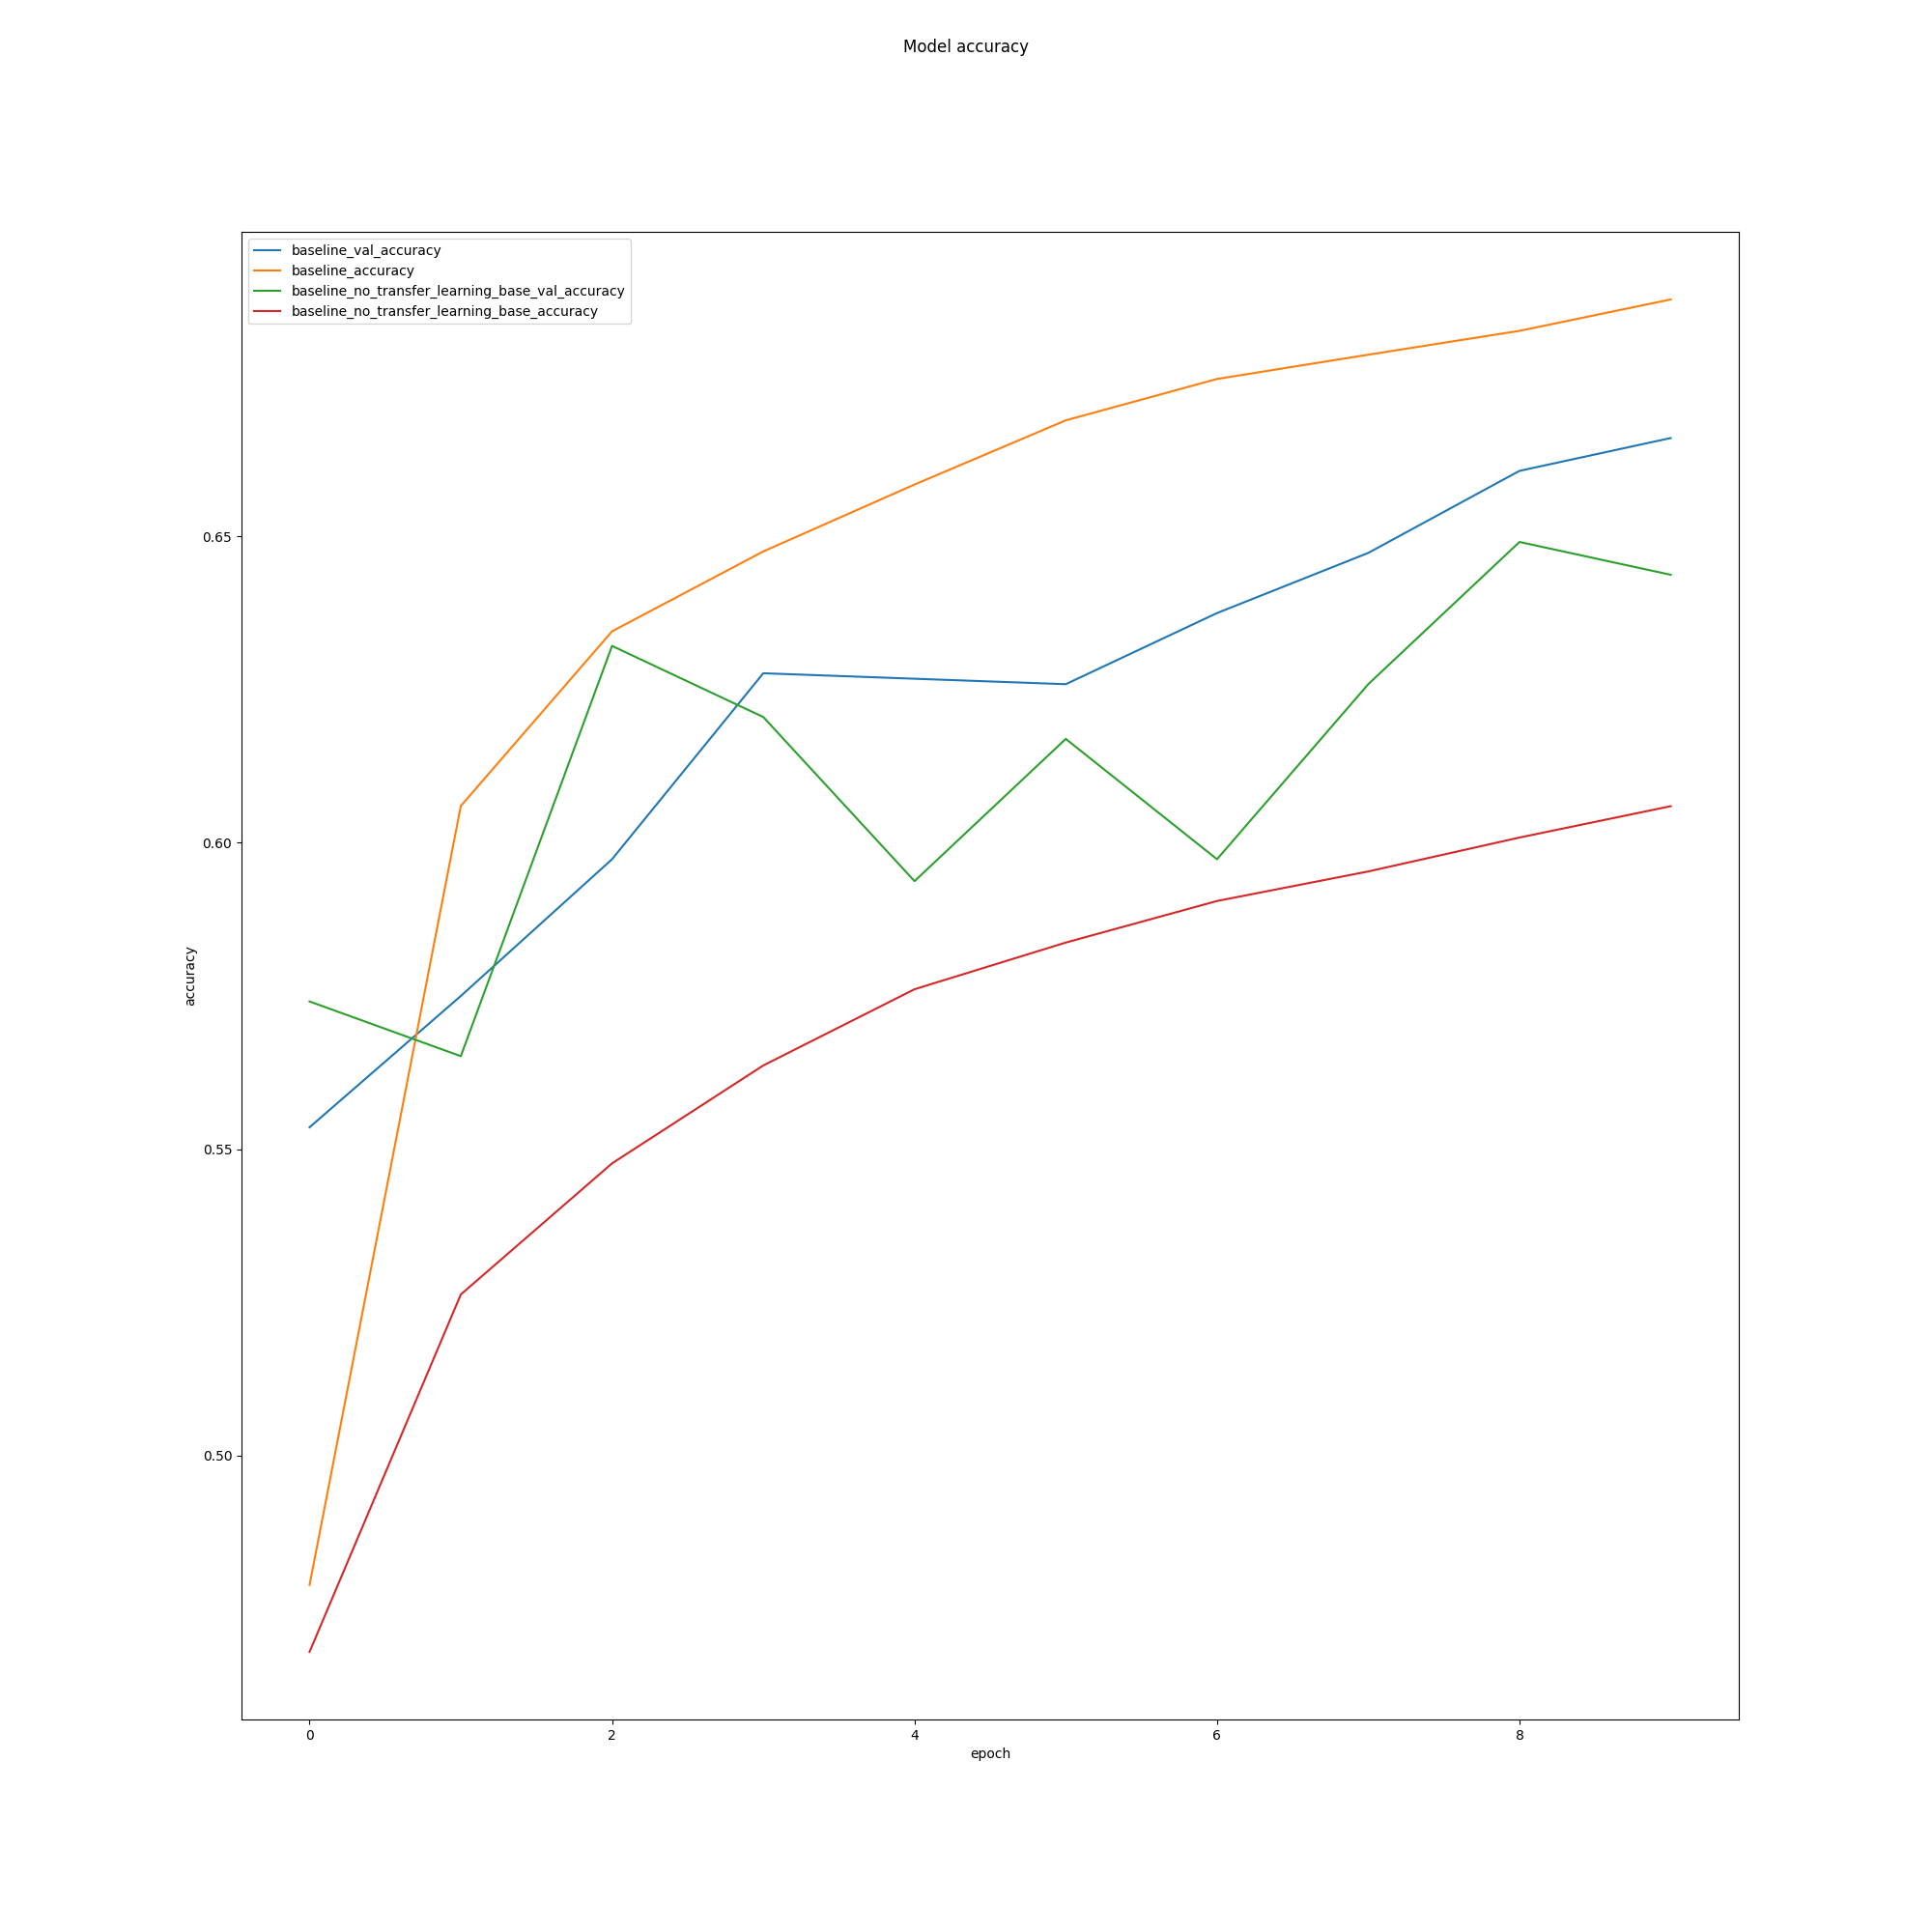 Model accuracy
baseline_val_accuracy
baseline_accuracy
baseline_no_transfer_learning_base_val_accuracy
baseline_no_transfer_learning_base_accuracy
0.65
0.60
0.55
0.50
accuracy
0 2 4 6 8
epoch